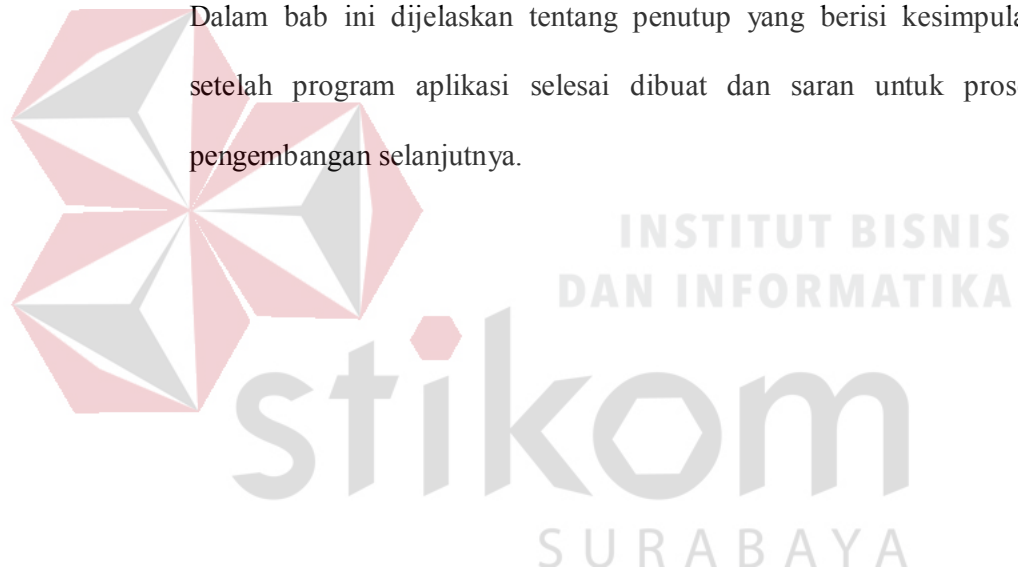 Dalam bab ini dijelaskan tentang penutup yang berisi kesimpula
setelah program aplikasi selesai dibuat dan saran untuk pros
pengembangan selanjutnya.
INSTITUT BISNIS
DAN INFORMATIKA
stikom
SURABAYA